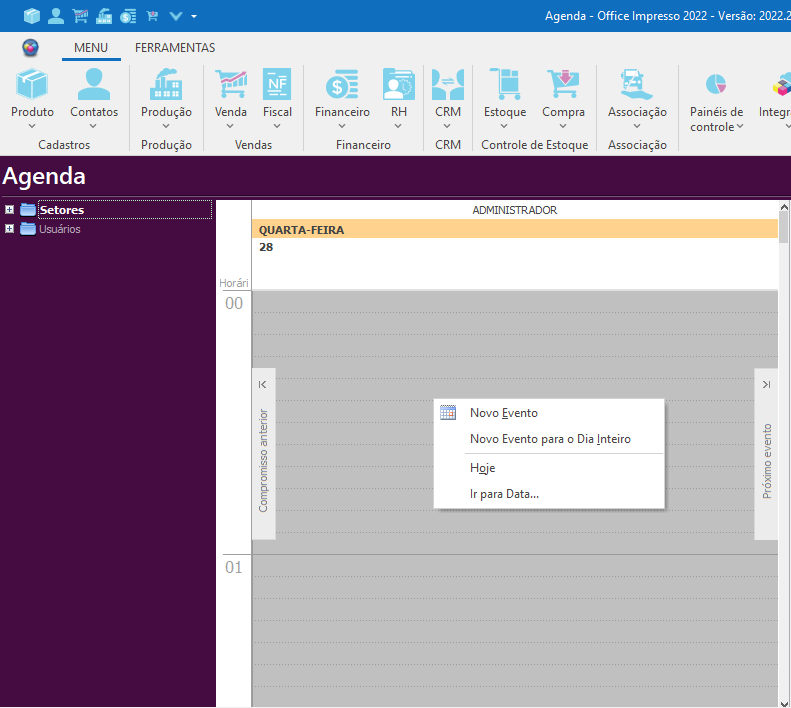 Agenda - Office Impresso 2022 - Versão: 2022.2
MENU FERRAMENTAS
Produto Contatos Produção Venda Fiscal Financeiro RH CRM Estoque Compra Associação Painéis de controle Integr
Cadastros Produção Vendas Financeiro CRM Controle de Estoque Associação
Agenda
Setores
Usuários
ADMINISTRADOR
QUARTA-FEIRA
28
Horári
00
Compromisso anterior
Novo Evento
Novo Evento para o Dia Inteiro
Hoje
Ir para Data...
Próximo evento
01